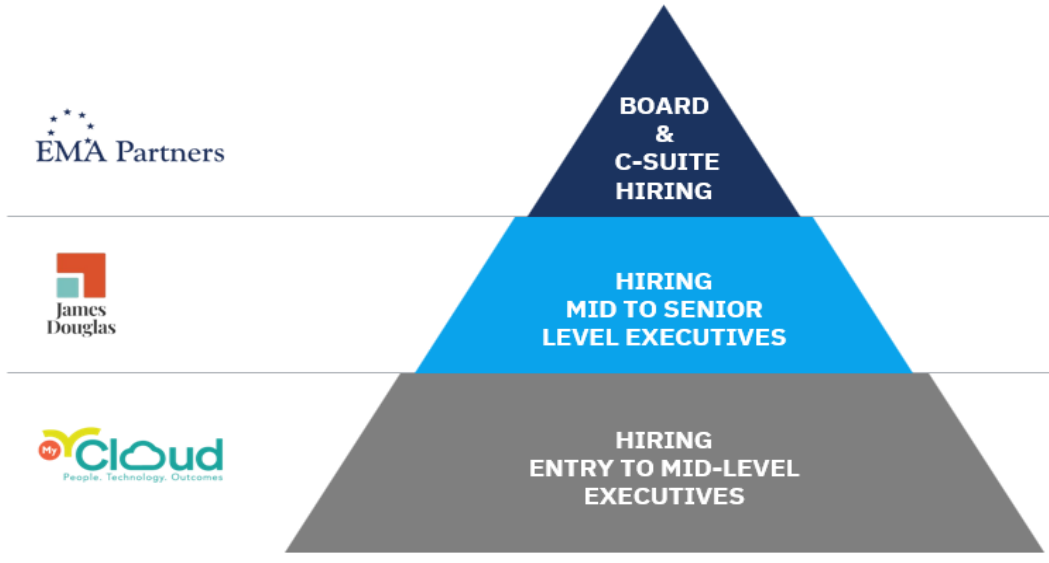 EMA Partners
BOARD
&
C-SUITE
HIRING
James
Douglas
HIRING
MID TO SENIOR
LEVEL EXECUTIVES
My rCloud
People. Technology. Outcomes
HIRING
ENTRY TO MID-LEVEL
EXECUTIVES